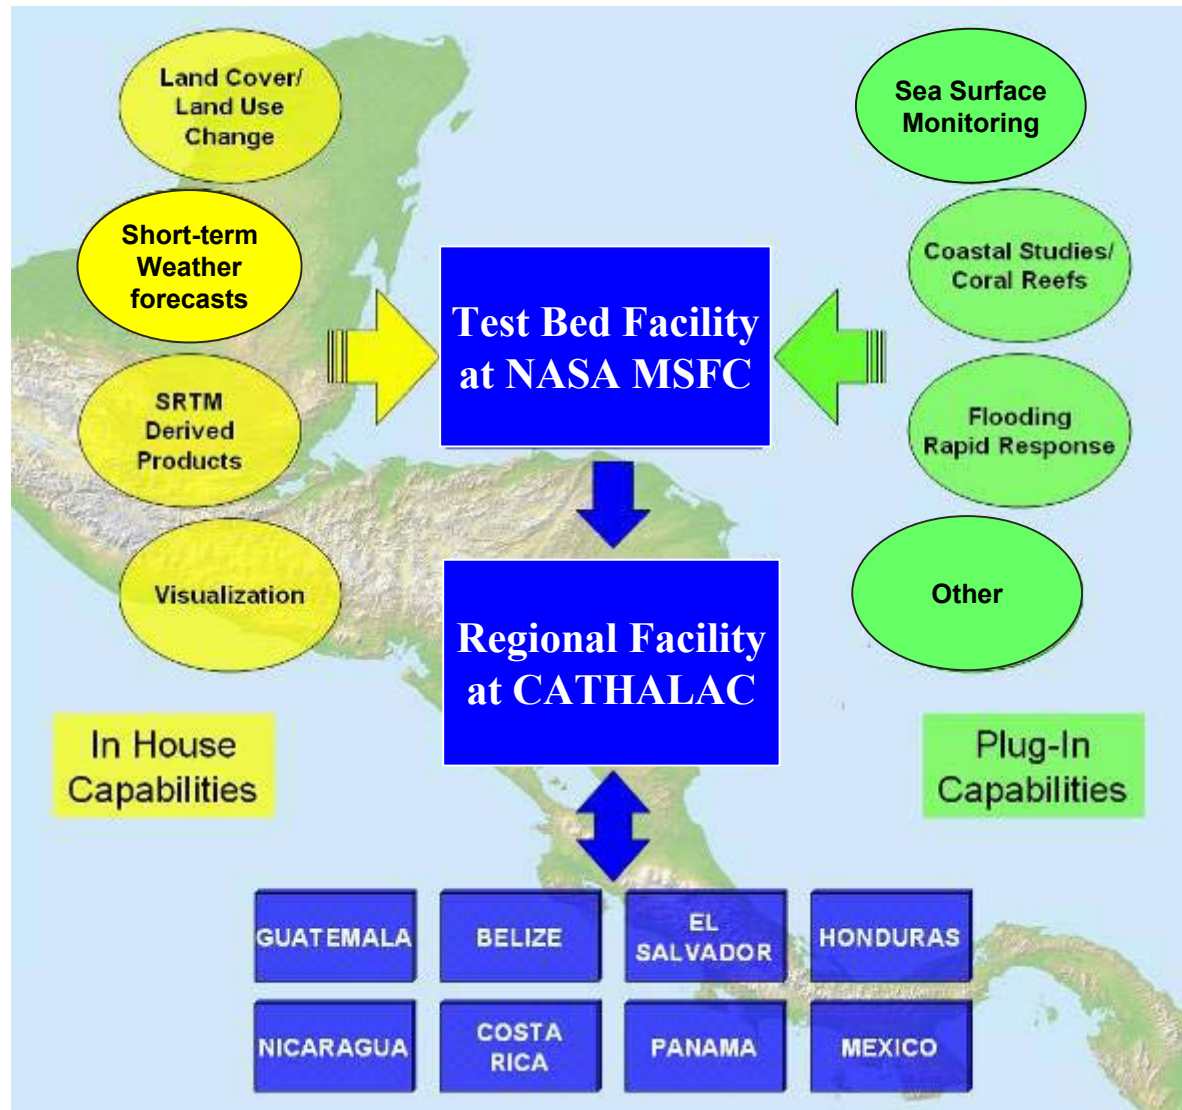 Land Cover/
Land Use
Change
Short-term
Weather
forecasts
SRTM
Derived
Products
Visualization
In House
Capabilities
Test Bed Facility
at NASA MSFC
Regional Facility
at CATHALAC
Sea Surface
Monitoring
Coastal Studies/
Coral Reefs
Flooding
Rapid Response
Other
Plug-In
Capabilities
GUATEMALA
BELIZE
EL
SALVADOR
HONDURAS
NICARAGUA
COSTA
RICA
PANAMA
MEXICO